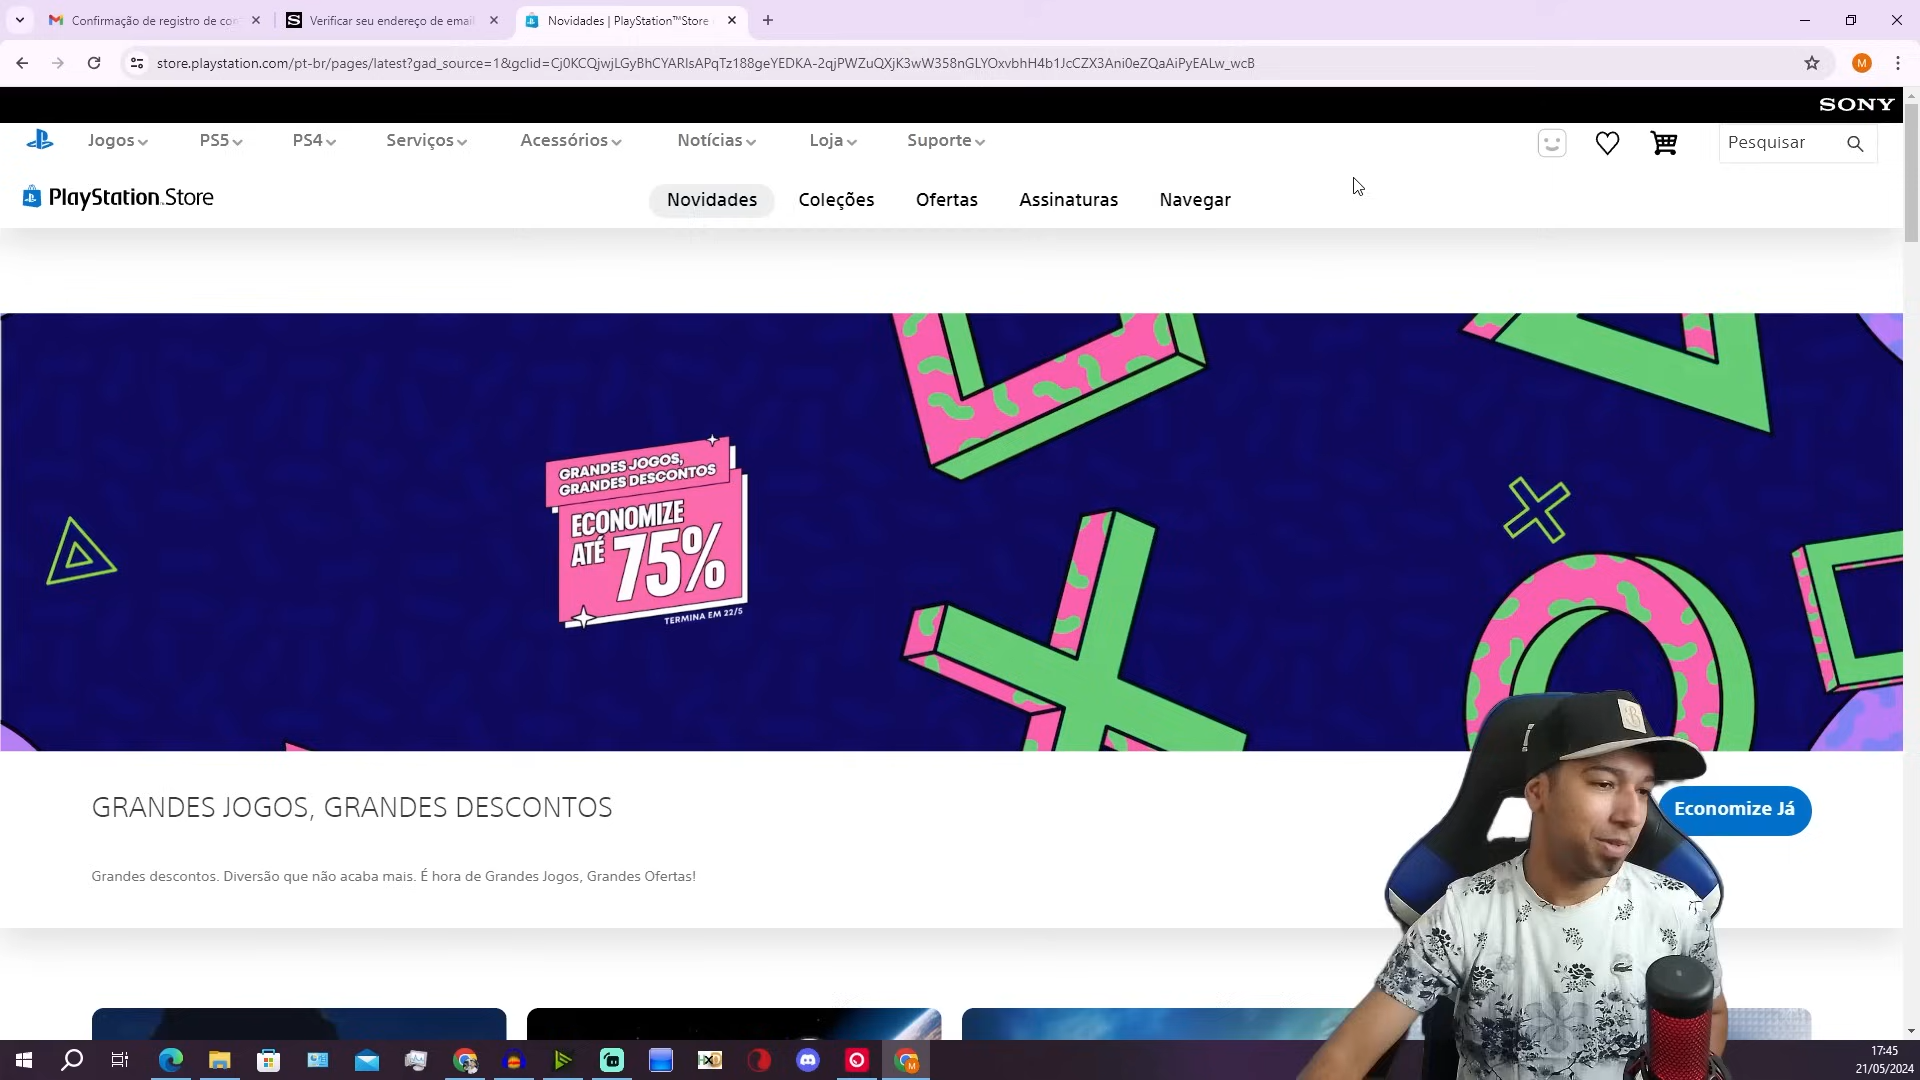 Confirmação de registro de con
Verificar seu endereço de email
Novidades | PlayStation™Store
store.playstation.com/pt-br/pages/latest?gad_source=1&gclid=Cj0KCQjwjLGyBhCYARIsAPqTz188geYEDKA-2qjPWZuQXjK3wW358nGLYOxvbhH4b1JcCZX3Ani0eZQaAiPyEALw_wcB
M
SONY
Jogos PS5 PS4 Serviços Acessórios Notícias Loja Suporte
Pesquisar
PlayStation Store
Novidades Coleções Ofertas Assinaturas Navegar
GRANDES JOGOS,
GRANDES DESCONTOS
ECONOMIZE
ATÉ 75%
TERMINA EM 22/5
GRANDES JOGOS, GRANDES DESCONTOS
Economize Já
Grandes descontos. Diversão que não acaba mais. É hora de Grandes Jogos, Grandes Ofertas!
17:45
21/05/2024